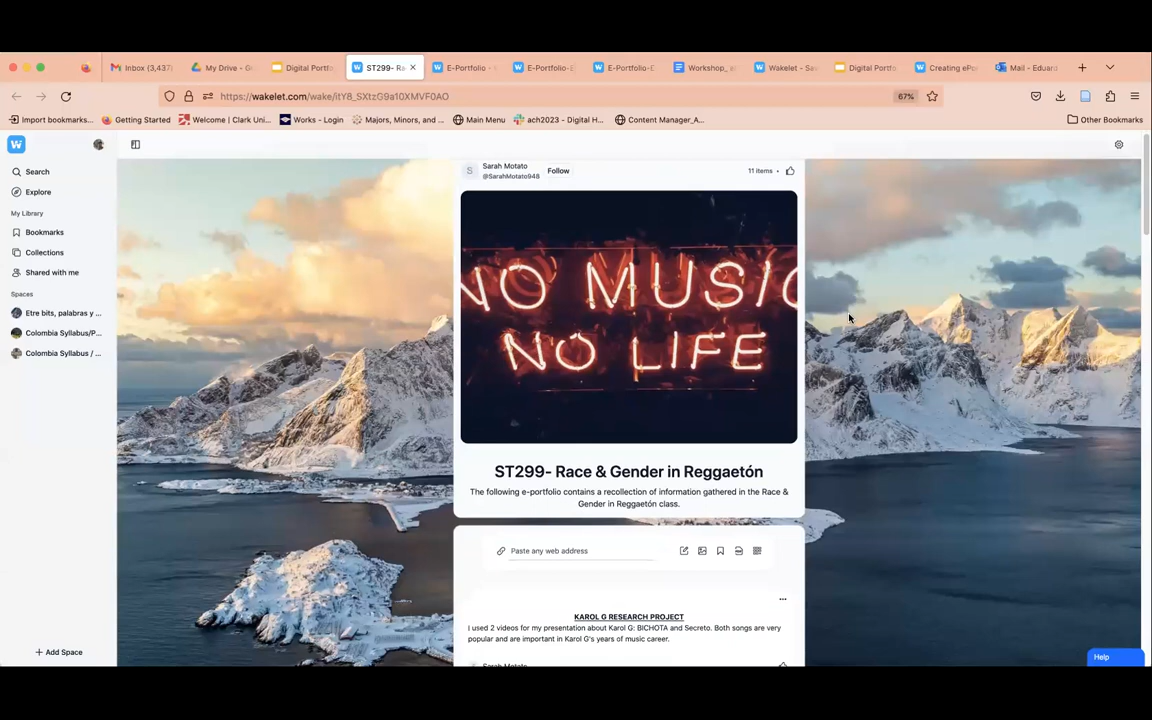 Inbox (3,437
My Drive - G
Digital Portf
ST299- Ra
E-Portfolio -
E-Portfolio-E
E-Portfolio-E
Workshop_ a
Wakelet - Sa
Digital Portf
Creating ePo
Mail - Eduard
https://wakelet.com/wake/itY8_SXtzG9a10XMVF0AO
67%
Import bookmarks...
Getting Started
Welcome | Clark Uni...
Works - Login
Majors, Minors, and ...
Main Menu
ach2023 - Digital H...
Content Manager_A...
Other Bookmarks
W
Search
Explore
My Library
Bookmarks
Collections
Shared with me
Spaces
Etre bits, palabras y ...
Colombia Syllabus/P...
Colombia Syllabus / ...
Add Space
S
Sarah Motato
@SarahMotato948
Follow
11 items
NO MUSIC
NO LIFE
ST299- Race & Gender in Reggaetón
The following e-portfolio contains a recollection of information gathered in the Race &
Gender in Reggaetón class.
Paste any web address
KAROL G RESEARCH PROJECT
I used 2 videos for my presentation about Karol G: BICHOTA and Secreto. Both songs are very
popular and are important in Karol G's years of music career.
Sarah Motato
Help